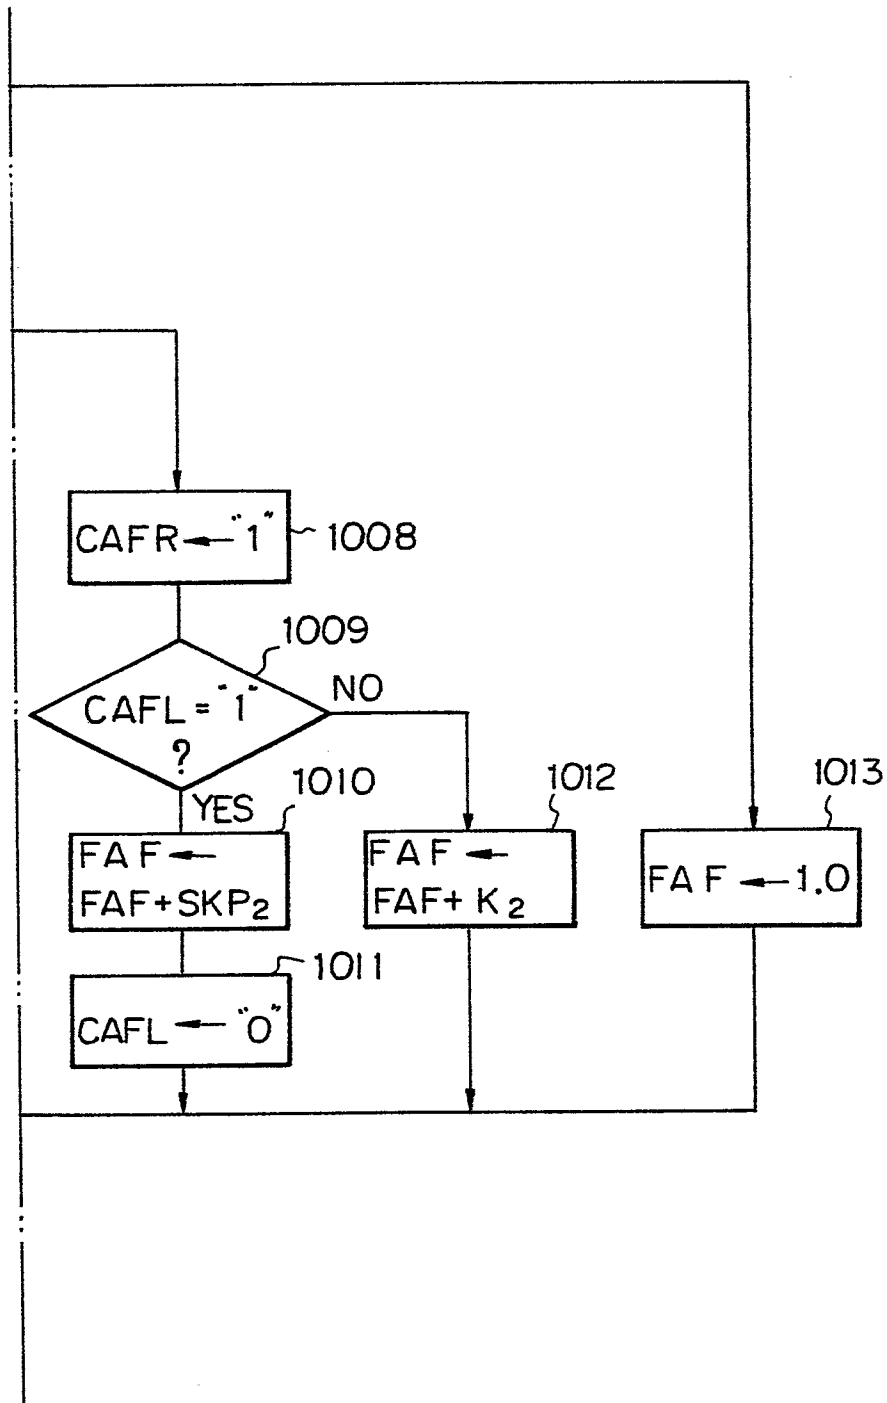 CAFR ← "1"
1008
1009
CAFL = "1"
?
NO
YES
1010
FAF ←
FAF + SKP₂
1012
FAF ←
FAF + K₂
1013
FAF ← 1.0
1011
CAFL ← "0"